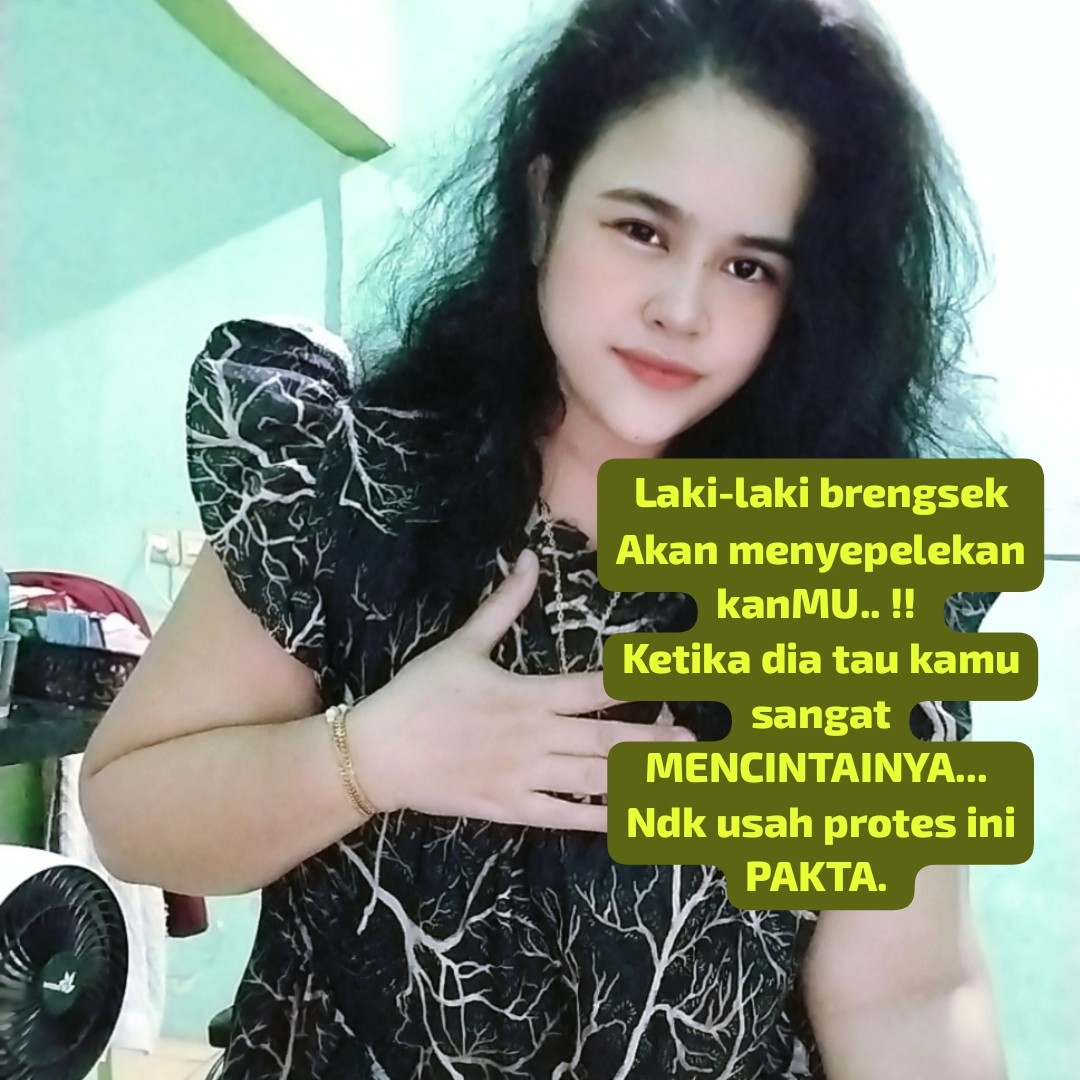 Laki-laki brengsek
Akan menyepelekan
kanMU.. !!
Ketika dia tau kamu
sangat
MENCINTAINYA...
Ndk usah protes ini
PAKTA.